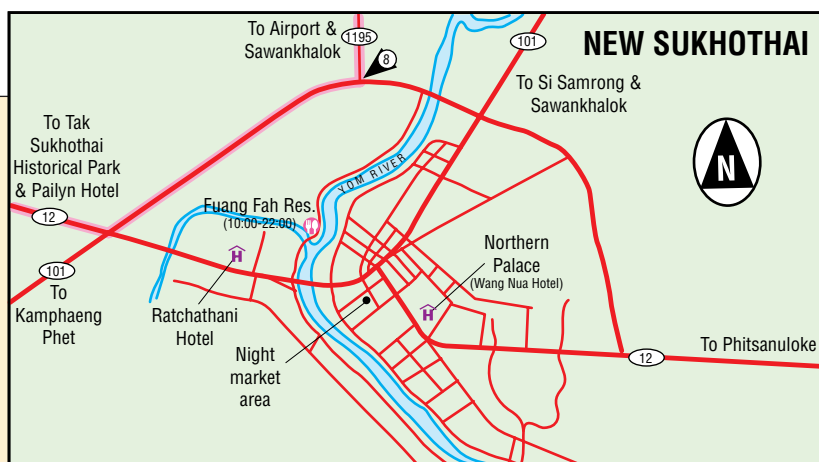 NEW SUKHOTHAI
To Airport &
Sawankhalok
1195
8
101
To Si Samrong &
Sawankhalok
To Tak
Sukhothai
Historical Park
& Pailyn Hotel
12
YOM RIVER
N
Fuang Fah Res.
(10:00-22:00)
H
101
To
Kamphaeng
Phet
Ratchathani
Hotel
Northern
Palace
(Wang Nua Hotel)
H
Night
market
area
To Phitsanuloke
12